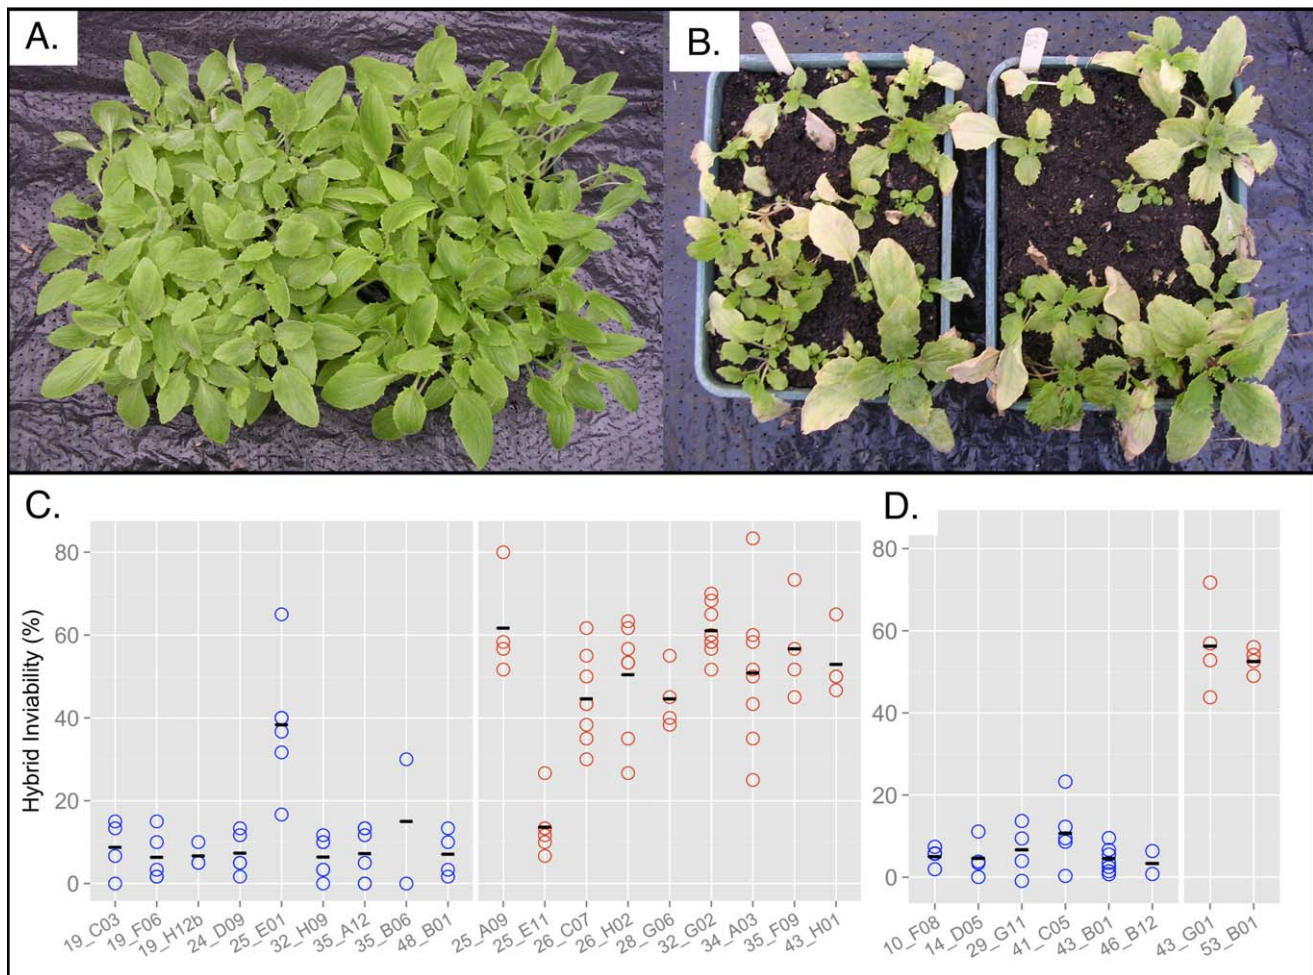 A.
B.
C.
D.
Hybrid Inviability (%)
80
60
40
20
0
19_C03
19_F06
19_H12b
24_D09
25_E01
32_H09
35_A12
35_B06
48_B01
25_A09
25_E11
26_C07
26_H02
28_G06
32_G02
34_A03
35_F09
43_H01
80
60
40
20
0
10_F08
14_D05
29_G11
41_C05
43_B01
46_B12
43_G01
53_B01